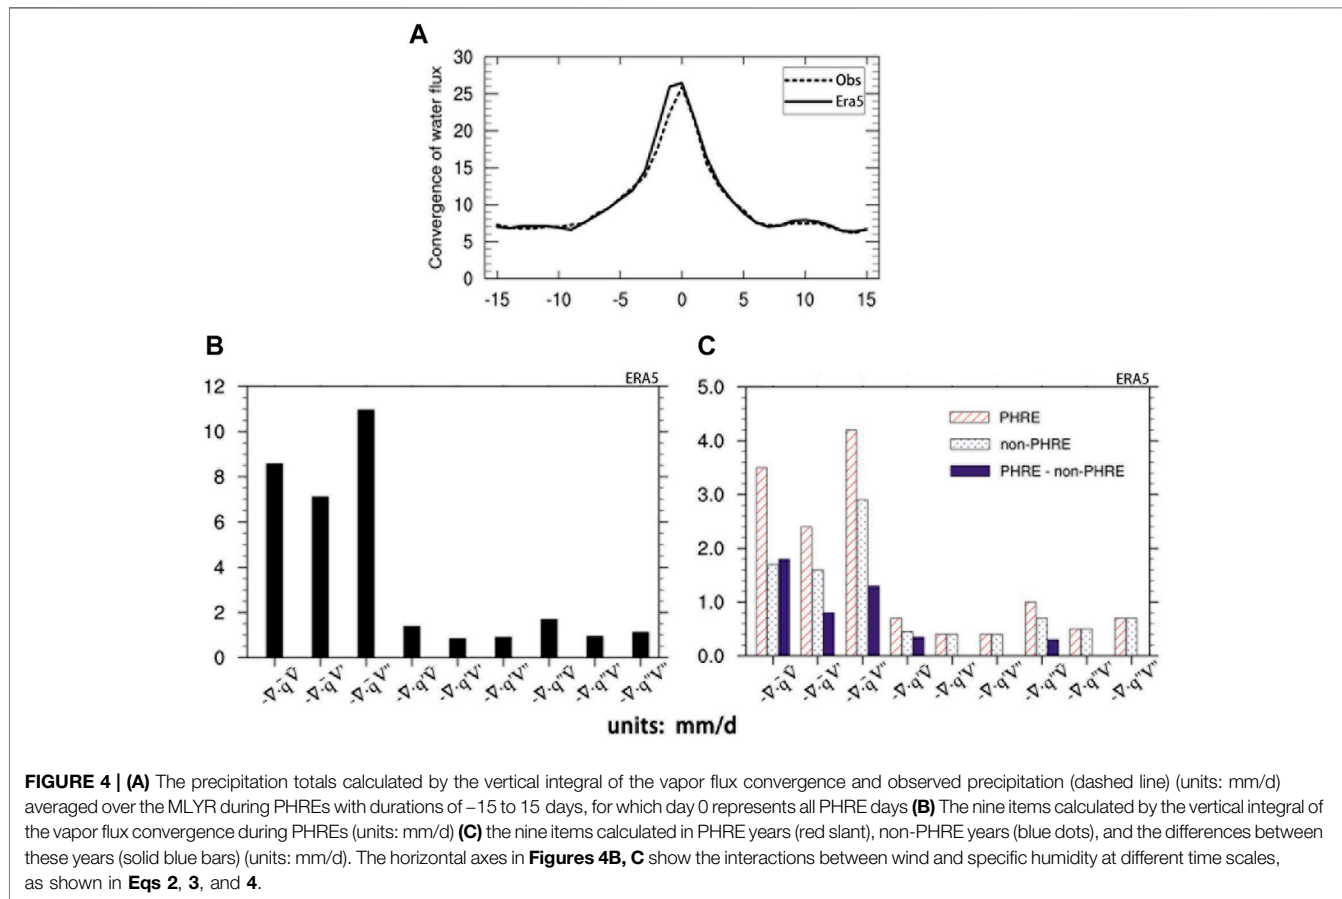 A
30
25
20
15
10
5
0
Convergence of water flux
Obs
Era5
-15 -10 -5 0 5 10 15
B
ERA5
12
10
8
6
4
2
0
-∇·q̄ V̄ -∇·q̄ V' -∇·q̄ V'' -∇·q'V̄ -∇·q'V' -∇·q'V'' -∇·q''V̄ -∇·q''V' -∇·q''V''
C
ERA5
5.0
4.0
3.0
2.0
1.0
0.0
PHRE
non-PHRE
PHRE - non-PHRE
-∇·q̄ V̄ -∇·q̄ V' -∇·q̄ V'' -∇·q'V̄ -∇·q'V' -∇·q'V'' -∇·q''V̄ -∇·q''V' -∇·q''V''
units: mm/d
FIGURE 4 | (A) The precipitation totals calculated by the vertical integral of the vapor flux convergence and observed precipitation (dashed line) (units: mm/d)
averaged over the MLYR during PHREs with durations of –15 to 15 days, for which day 0 represents all PHRE days (B) The nine items calculated by the vertical integral of
the vapor flux convergence during PHREs (units: mm/d) (C) the nine items calculated in PHRE years (red slant), non-PHRE years (blue dots), and the differences between
these years (solid blue bars) (units: mm/d). The horizontal axes in Figures 4B, C show the interactions between wind and specific humidity at different time scales,
as shown in Eqs 2, 3, and 4.